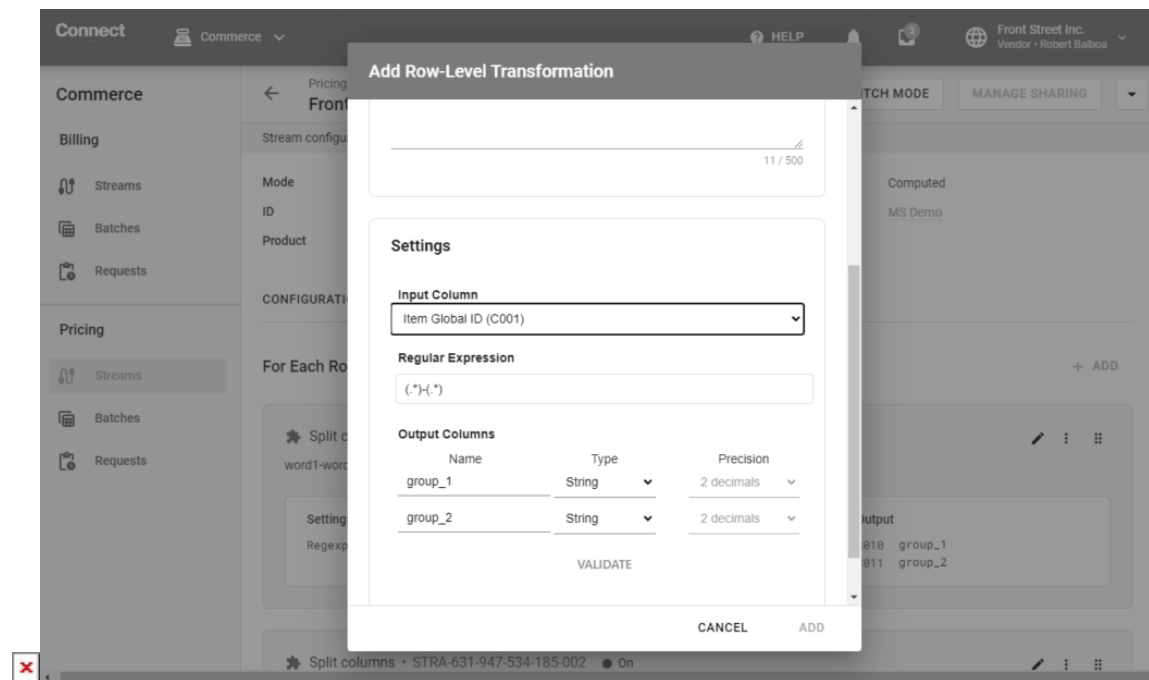 Connect
Commerce
HELP
3
Front Street Inc.
Vendor • Robert Balboa
Commerce
Billing
Streams
Batches
Requests
Pricing
Streams
Batches
Requests
Pricing
Front
TCH MODE
MANAGE SHARING
Stream configu
Mode
ID
Product
Computed
MS Demo
CONFIGURATI
For Each Ro
+ ADD
Split c
word1-word
Setting
Regexp
Output
C010 group_1
C011 group_2
Split columns • STRA-631-947-534-185-002 ● On
Add Row-Level Transformation
11 / 500
Settings
Input Column
Item Global ID (C001)
Regular Expression
(.*)-(.*)
Output Columns
Name Type Precision
group_1 String 2 decimals
group_2 String 2 decimals
VALIDATE
CANCEL ADD